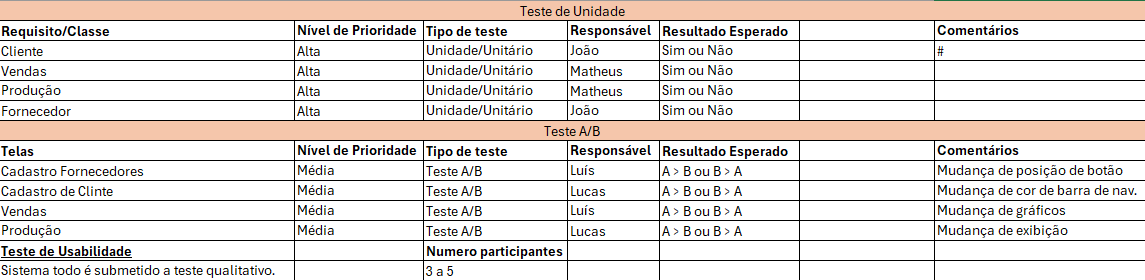 Teste de Unidade
Requisito/Classe Nível de Prioridade Tipo de teste Responsável Resultado Esperado Comentários
Cliente Alta Unidade/Unitário João Sim ou Não #
Vendas Alta Unidade/Unitário Matheus Sim ou Não
Produção Alta Unidade/Unitário Matheus Sim ou Não
Fornecedor Alta Unidade/Unitário João Sim ou Não
Teste A/B
Telas Nível de Prioridade Tipo de teste Responsável Resultado Esperado Comentários
Cadastro Fornecedores Média Teste A/B Luís A > B ou B > A Mudança de posição de botão
Cadastro de Clinte Média Teste A/B Lucas A > B ou B > A Mudança de cor de barra de nav.
Vendas Média Teste A/B Luís A > B ou B > A Mudança de gráficos
Produção Média Teste A/B Lucas A > B ou B > A Mudança de exibição
Teste de Usabilidade Numero participantes
Sistema todo é submetido a teste qualitativo. 3 a 5